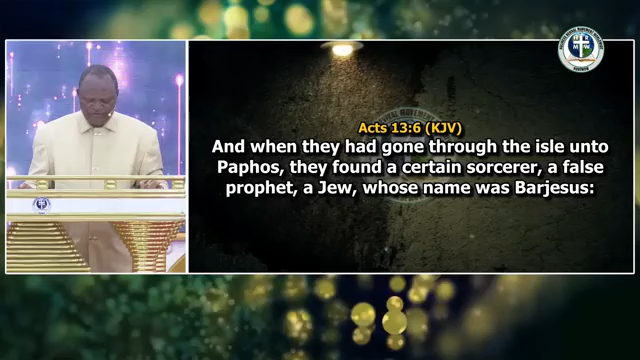 Acts 13:6 (KJV)
And when they had gone through the isle unto
Paphos, they found a certain sorcerer, a false
prophet, a Jew, whose name was Barjesus: